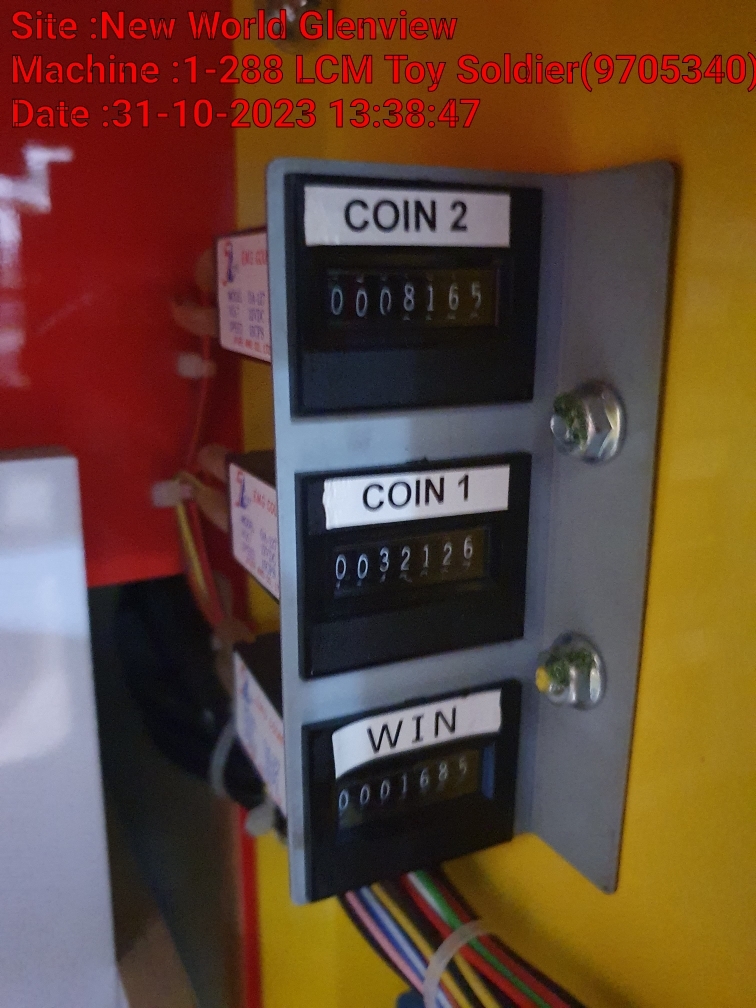 Site :New World Glenview
Machine :1-288 LCM Toy Soldier(9705340)
Date :31-10-2023 13:38:47
COIN 2
0008165
COIN 1
0032126
WIN
0001685